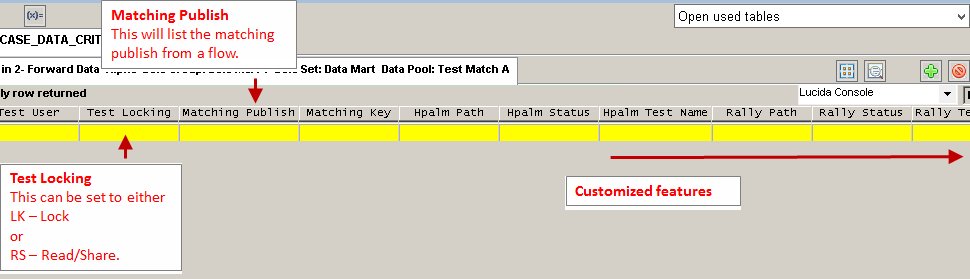 (x)=
Matching Publish
This will list the matching
publish from a flow.
Open used tables
CASE_DATA_CRIT
in 2- Forward Data
Set: Data Mart  Data Pool: Test Match A
ly row returned
Lucida Console
Test User
Test Locking
Matching Publish
Matching Key
Hpalm Path
Hpalm Status
Hpalm Test Name
Rally Path
Rally Status
Rally Te
Test Locking
This can be set to either
LK – Lock
or
RS – Read/Share.
Customized features